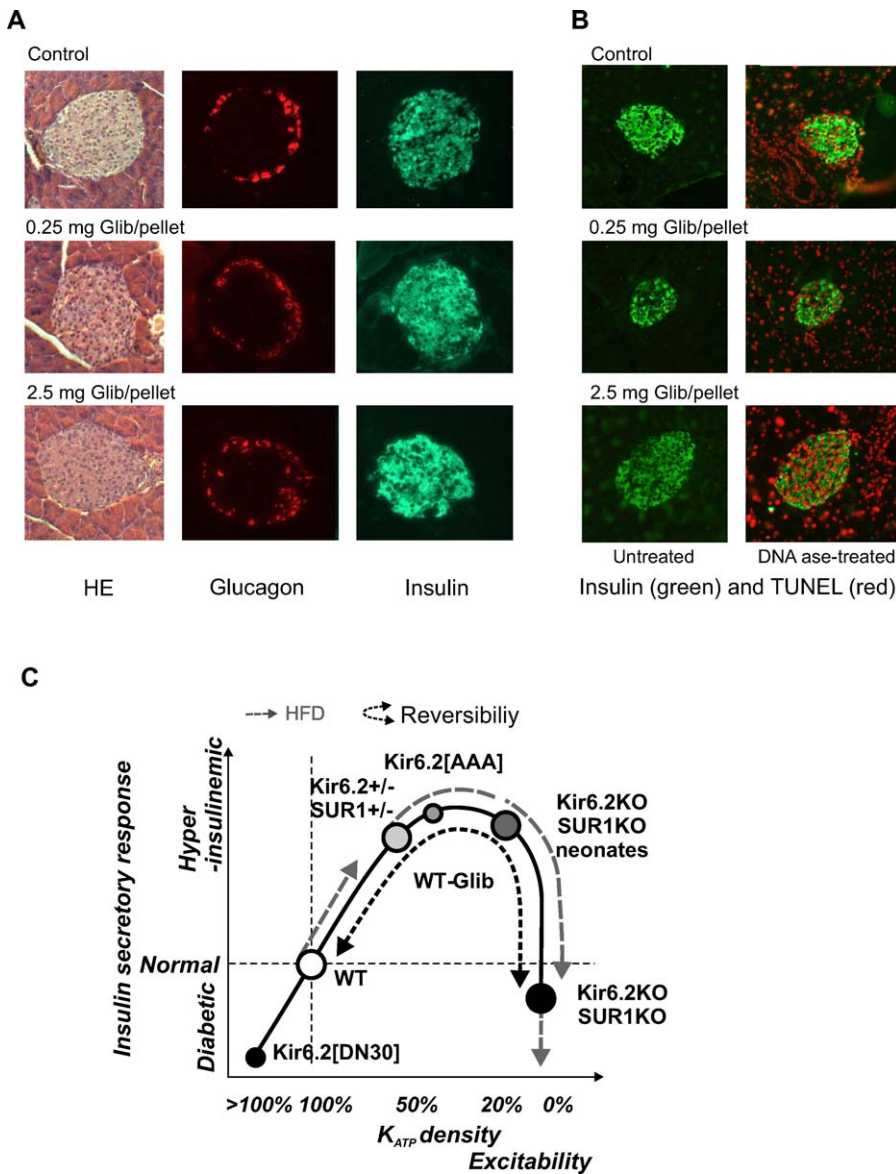 A
Control
0.25 mg Glib/pellet
2.5 mg Glib/pellet
HE
Glucagon
Insulin
B
Control
0.25 mg Glib/pellet
2.5 mg Glib/pellet
Untreated
DNA ase-treated
Insulin (green) and TUNEL (red)
C
HFD
Reversibiliy
Insulin secretory response
Hyper
-insulinemic
Normal
Diabetic
Kir6.2[AAA]
Kir6.2+/-
SUR1+/-
Kir6.2KO
SUR1KO
neonates
WT-Glib
WT
Kir6.2KO
SUR1KO
Kir6.2[DN30]
>100% 100% 50% 20% 0%
KATP density
Excitability